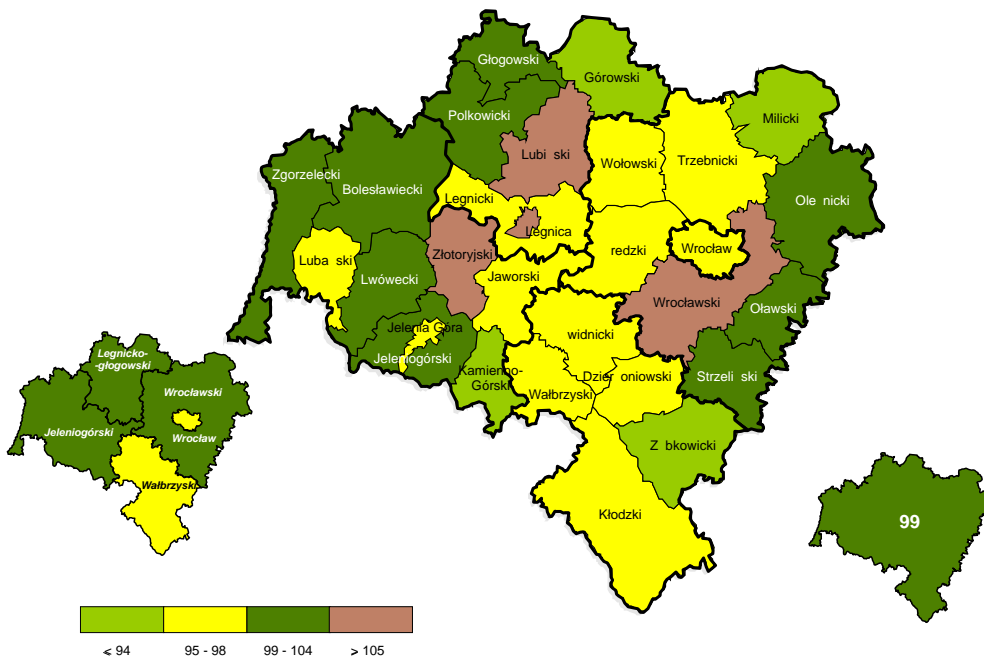 Głogowski
Górowski
Polkowicki
Milicki
Lubi ski
Wołowski
Trzebnicki
Zgorzelecki
Bolesławiecki
Legnicki
Ole nicki
Legnica
Luba ski
Złotoryjski
redzki
Wrocław
Lwówecki
Jaworski
Wrocławski
Oławski
Jelenia Góra
widnicki
Jeleniogórski
Kamienno-
Górski
Dzier oniowski
Strzeli ski
Wałbrzyski
Z bkowicki
Kłodzki
Legnicko-
-głogowski
Wrocławski
Jeleniogórski
Wrocław
Wałbrzyski
99
< 94
95 - 98
99 - 104
> 105